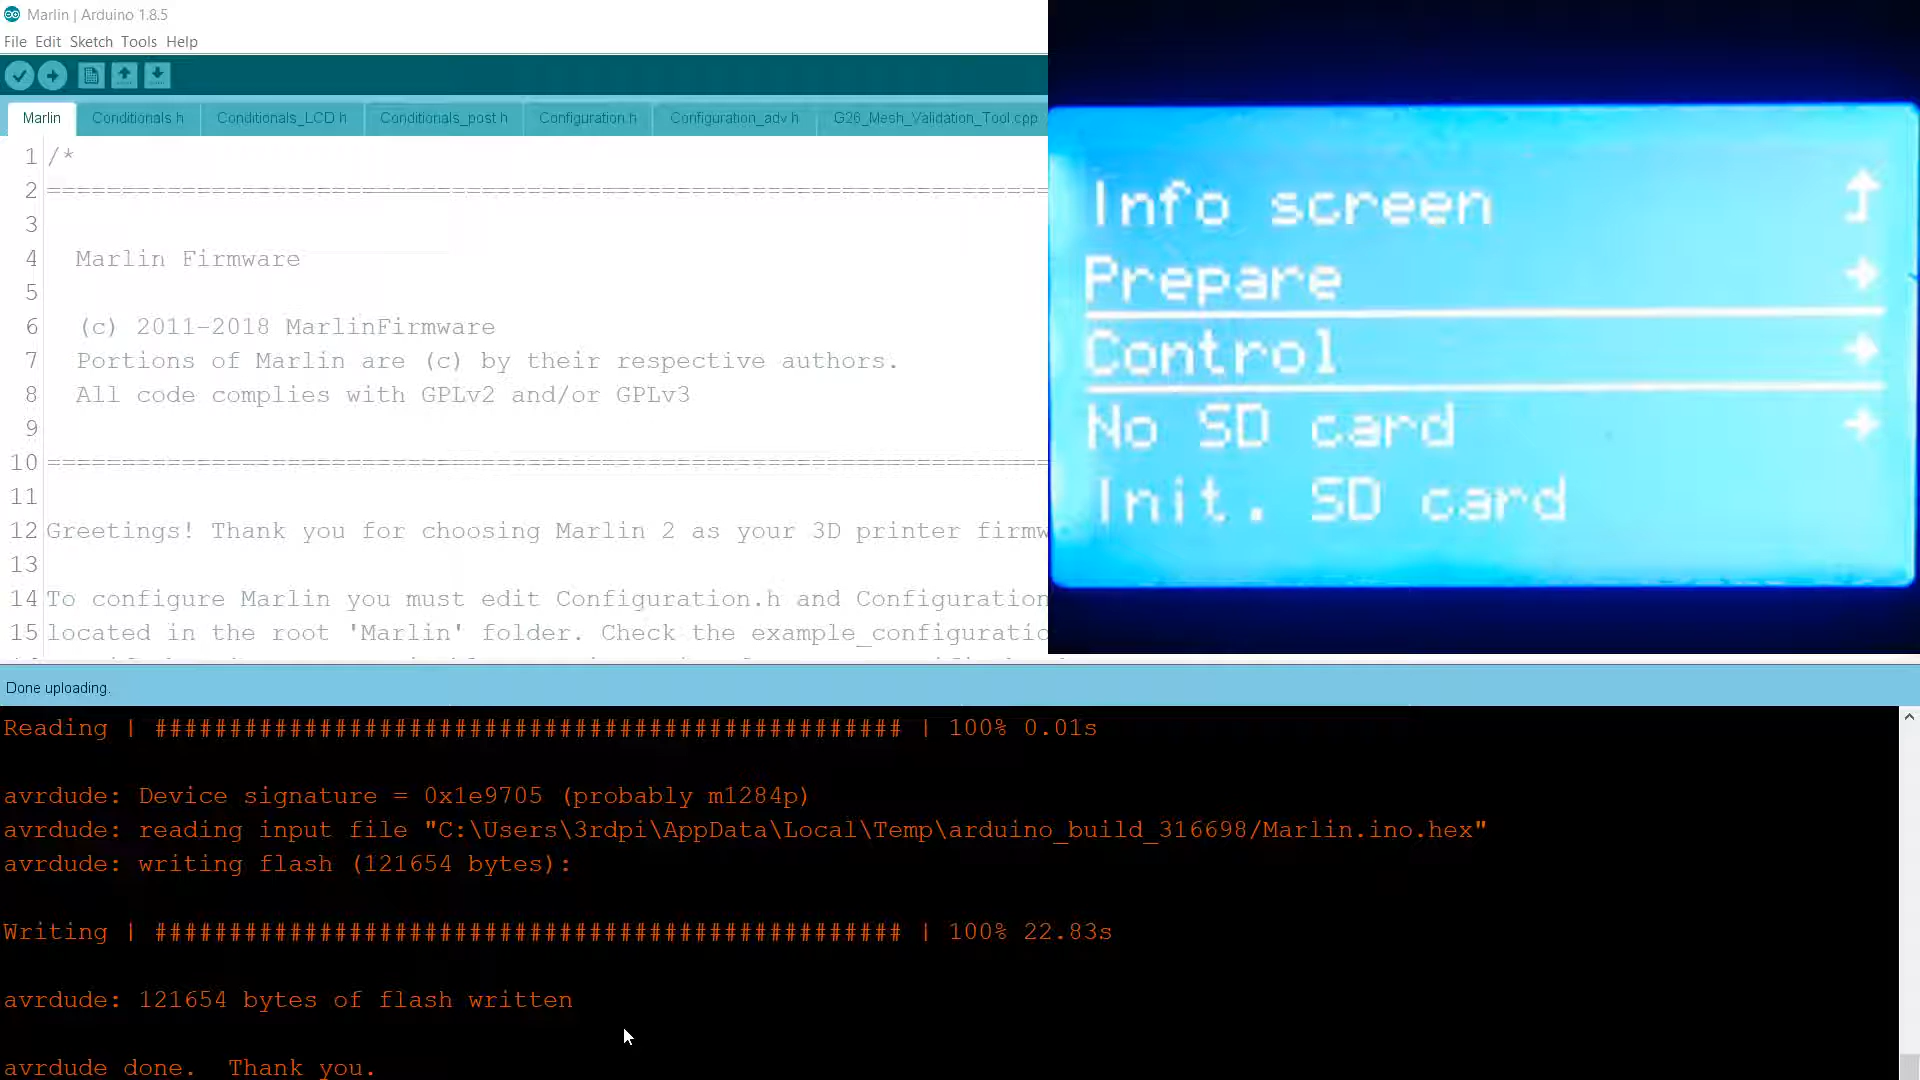 Marlin | Arduino 1.8.5
File Edit Sketch Tools Help
Marlin Conditionals.h Conditionals_LCD.h Conditionals_post.h Configuration.h Configuration_adv.h G26_Mesh_Validation_Tool.cpp
1 /*
2 ================================================================
3
4 Marlin Firmware
5
6 (c) 2011-2018 MarlinFirmware
7 Portions of Marlin are (c) by their respective authors.
8 All code complies with GPLv2 and/or GPLv3
9
10 ================================================================
11
12 Greetings! Thank you for choosing Marlin 2 as your 3D printer firmw
13
14 To configure Marlin you must edit Configuration.h and Configuration
15 located in the root 'Marlin' folder. Check the example_configuratio
Info screen
Prepare
Control
No SD card
Init. SD card
Done uploading.
Reading | ################################################## | 100% 0.01s
avrdude: Device signature = 0x1e9705 (probably m1284p)
avrdude: reading input file "C:\Users\3rdpi\AppData\Local\Temp\arduino_build_316698/Marlin.ino.hex"
avrdude: writing flash (121654 bytes):
Writing | ################################################## | 100% 22.83s
avrdude: 121654 bytes of flash written
avrdude done. Thank you.